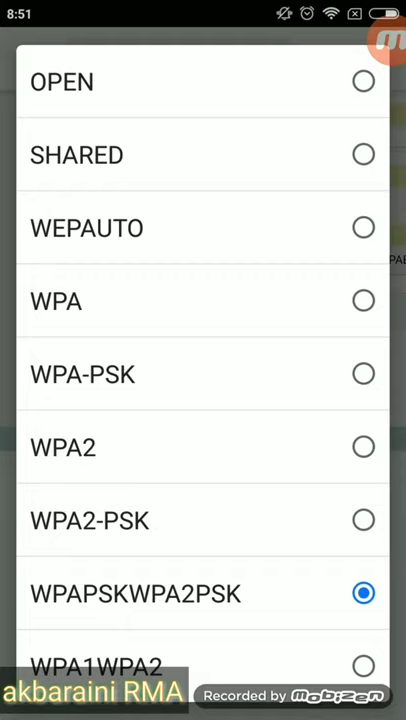 8:51
OPEN
SHARED
WEPAUTO
WPA
WPA-PSK
WPA2
WPA2-PSK
WPAPSKWPA2PSK
WPA1WPA2
akbaraini RMA
Recorded by mobizen